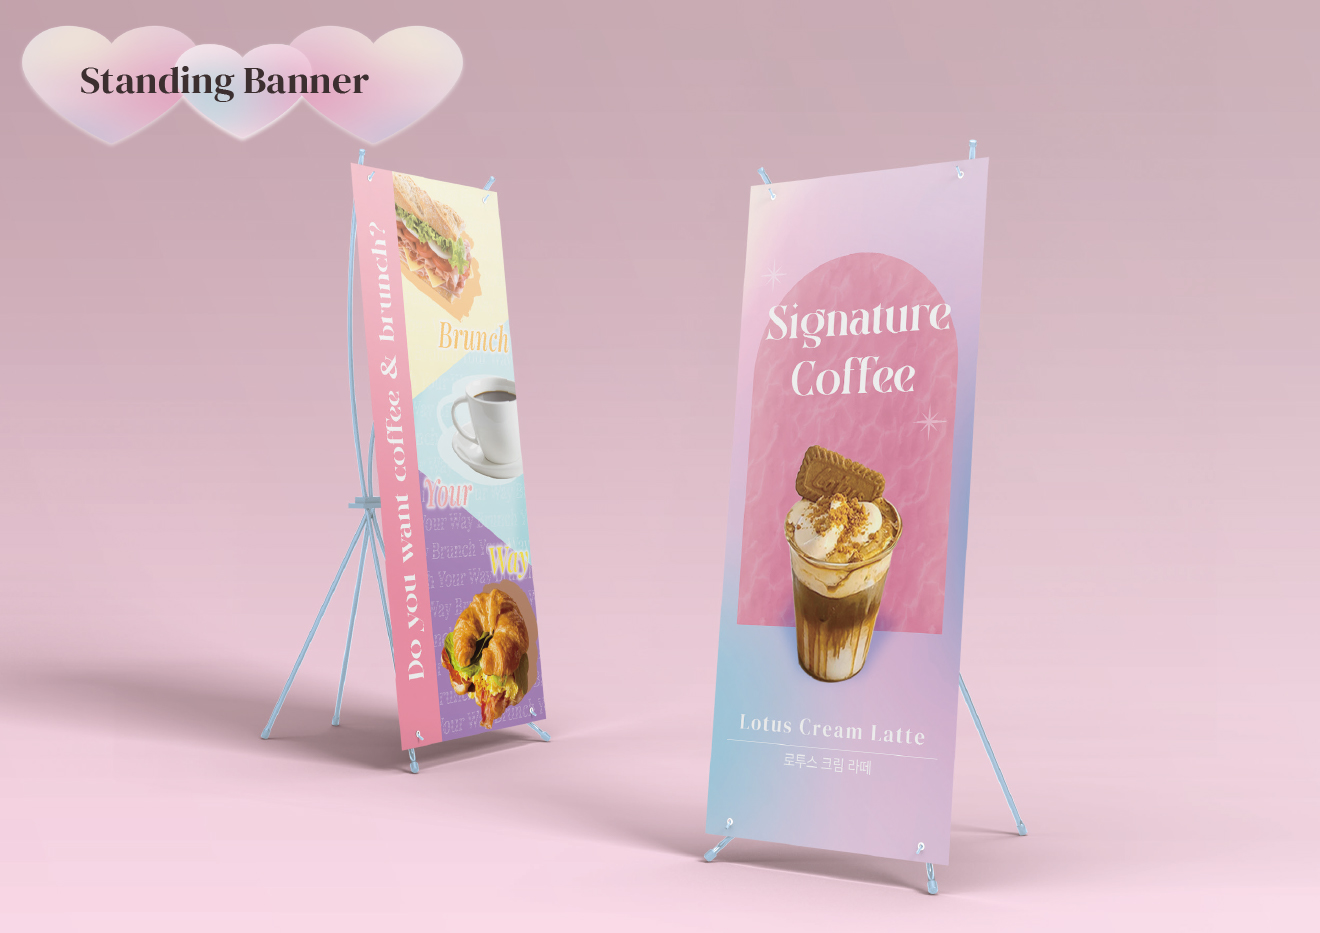 Standing Banner
Do you want coffee & brunch?
Brunch
Your
Way
Signature
Coffee
Lotus Cream Latte
로투스 크림 라떼